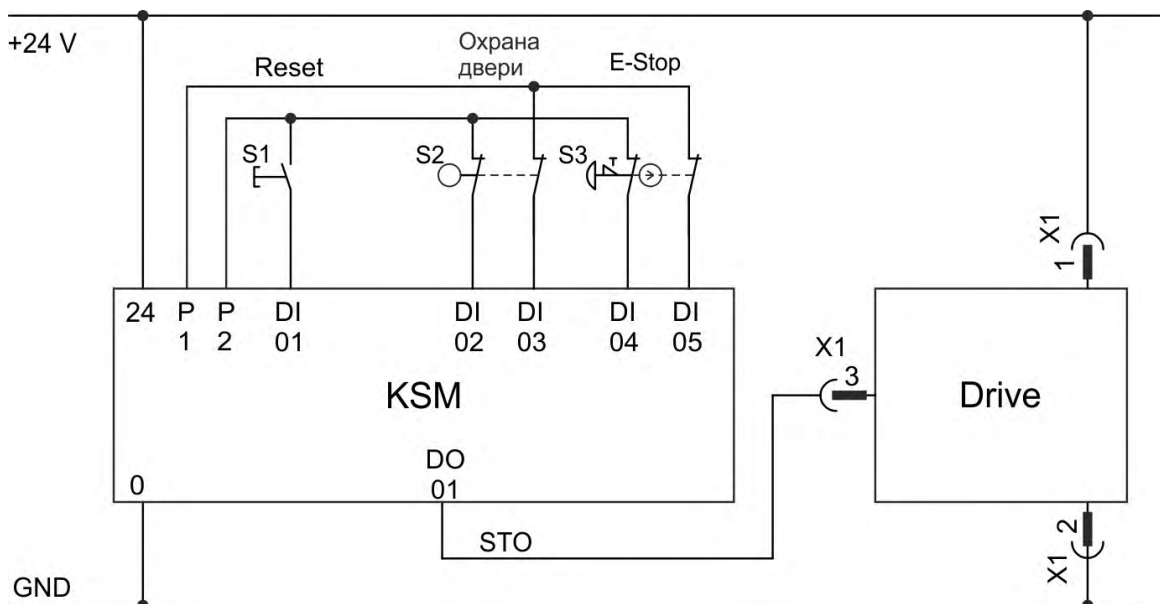 +24 V
Reset
Охрана
двери
E-Stop
S1
S2
S3
X1
1
24 P P DI DI DI DI DI
1 2 01 02 03 04 05
X1
3
KSM
Drive
DO
01
0
2
X1
STO
GND